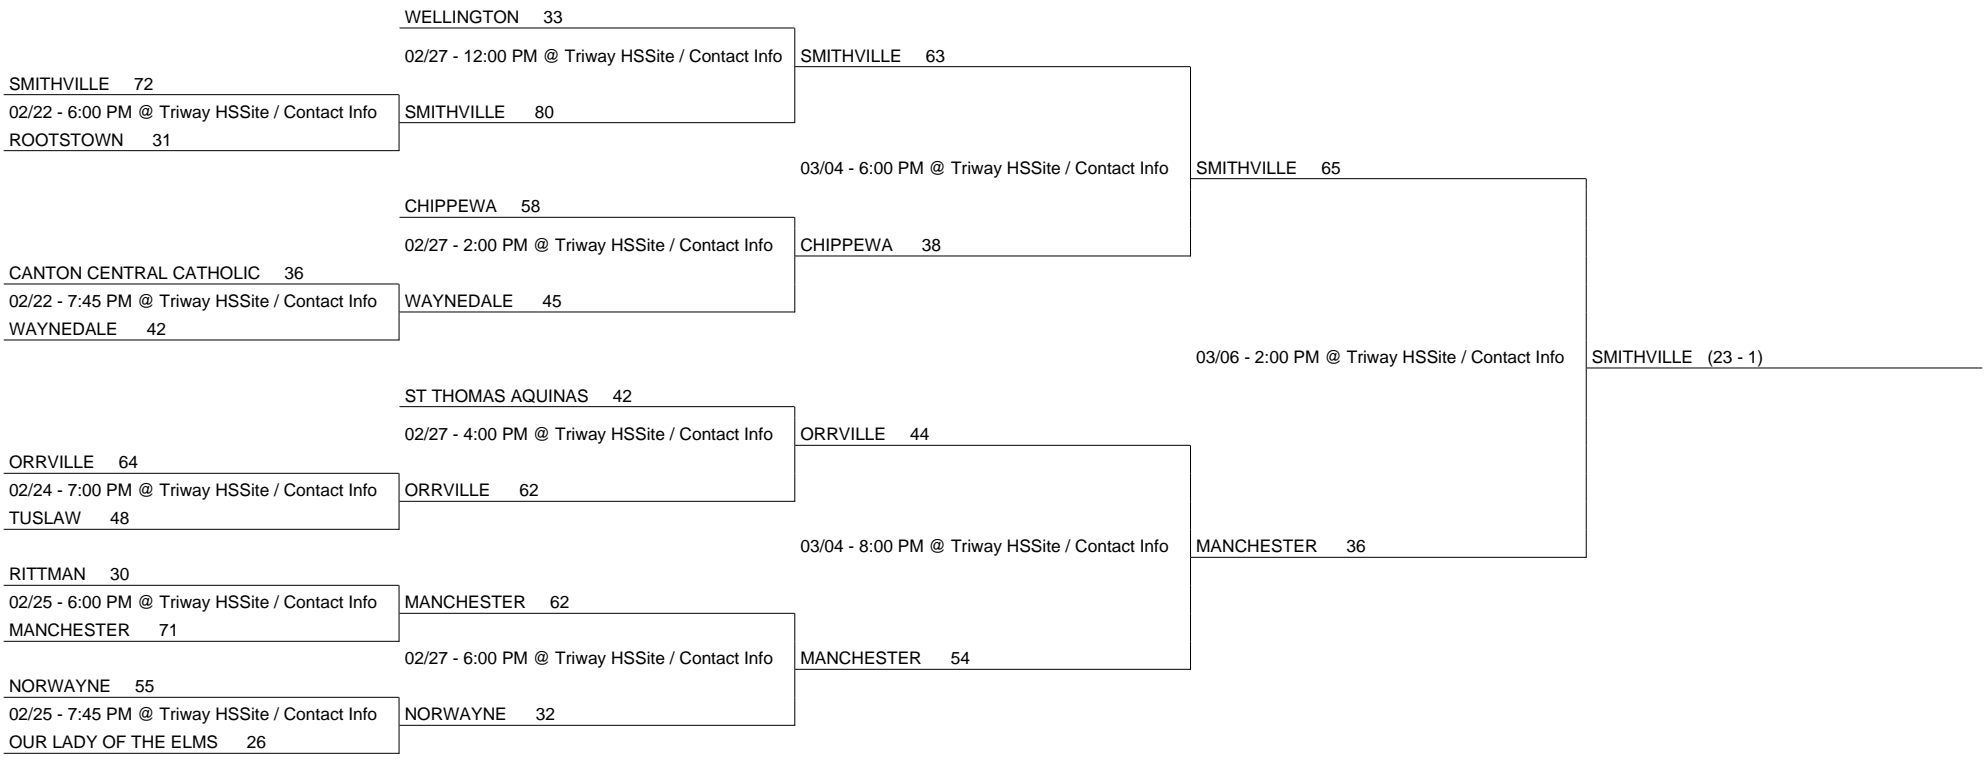 WELLINGTON 33
02/27 - 12:00 PM @ Triway HSSite / Contact Info
SMITHVILLE 63
SMITHVILLE 72
02/22 - 6:00 PM @ Triway HSSite / Contact Info
SMITHVILLE 80
ROOTSTOWN 31
03/04 - 6:00 PM @ Triway HSSite / Contact Info
SMITHVILLE 65
CHIPPEWA 58
02/27 - 2:00 PM @ Triway HSSite / Contact Info
CHIPPEWA 38
CANTON CENTRAL CATHOLIC 36
02/22 - 7:45 PM @ Triway HSSite / Contact Info
WAYNEDALE 45
WAYNEDALE 42
03/06 - 2:00 PM @ Triway HSSite / Contact Info
SMITHVILLE (23 - 1)
ST THOMAS AQUINAS 42
02/27 - 4:00 PM @ Triway HSSite / Contact Info
ORRVILLE 44
ORRVILLE 64
02/24 - 7:00 PM @ Triway HSSite / Contact Info
ORRVILLE 62
TUSLAW 48
03/04 - 8:00 PM @ Triway HSSite / Contact Info
MANCHESTER 36
RITTMAN 30
02/25 - 6:00 PM @ Triway HSSite / Contact Info
MANCHESTER 62
MANCHESTER 71
02/27 - 6:00 PM @ Triway HSSite / Contact Info
MANCHESTER 54
NORWAYNE 55
02/25 - 7:45 PM @ Triway HSSite / Contact Info
NORWAYNE 32
OUR LADY OF THE ELMS 26